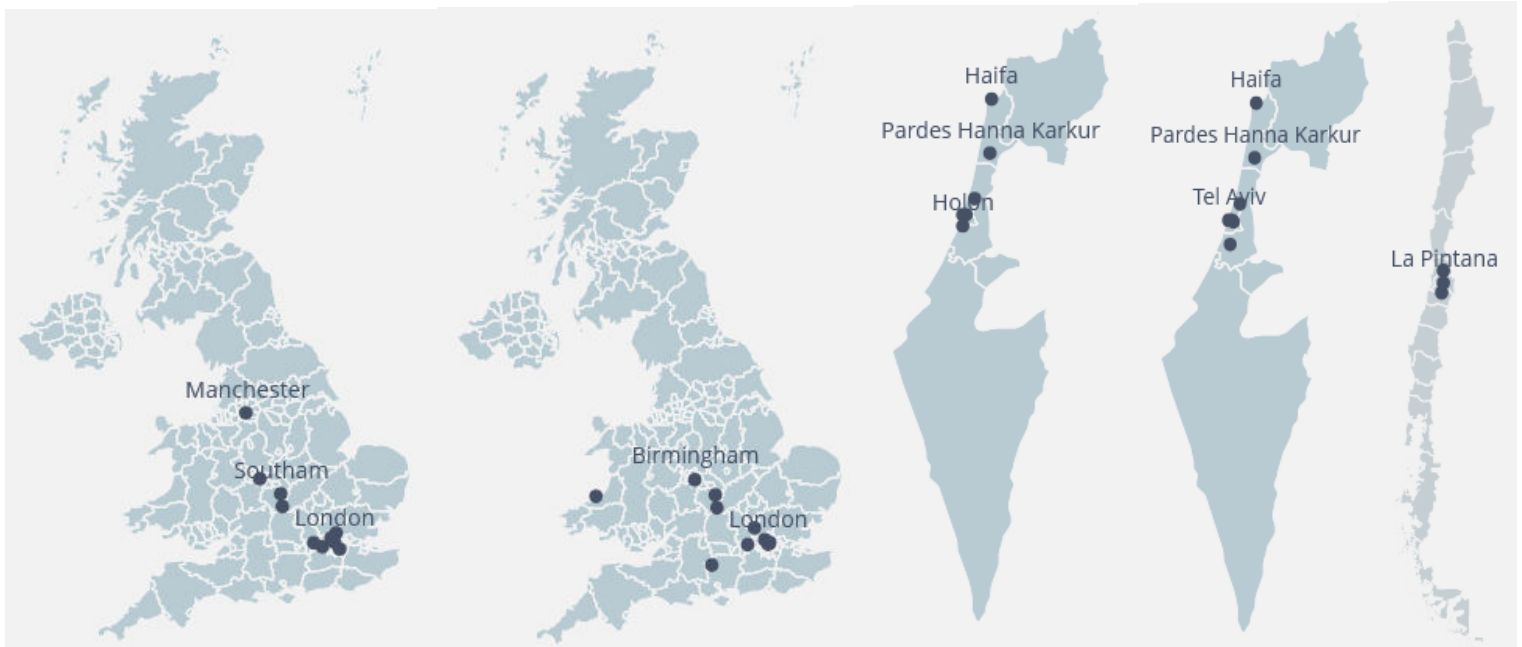 Manchester
Southam
London
Birmingham
London
Haifa
Pardes Hanna Karkur
Holon
Haifa
Pardes Hanna Karkur
Tel Aviv
La Pintana